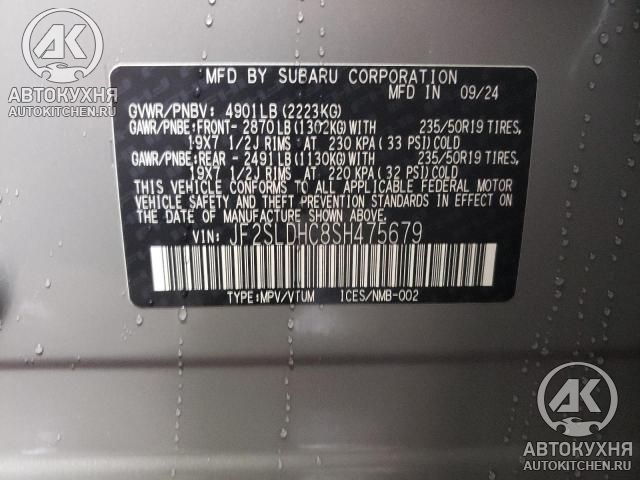 АК
АВТОКУХНЯ
AUTOKITCHEN.RU
MFD BY SUBARU CORPORATION
MFD IN 09/24
GVWR/PNBV: 4901LB (2223KG)
GAWR/PNBE:FRONT- 2870LB(1302KG)WITH 235/50R19 TIRES,
19X7 1/2J RIMS AT 230 KPA (33 PSI)COLD
GAWR/PNBE:REAR - 2491LB(1130KG)WITH 235/50R19 TIRES,
19X7 1/2J RIMS AT 220 KPA (32 PSI)COLD
THIS VEHICLE CONFORMS TO ALL APPLICABLE FEDERAL MOTOR
VEHICLE SAFETY AND THEFT PREVENTION STANDARDS IN EFFECT ON
THE DATE OF MANUFACTURE SHOWN ABOVE.
VIN: JF2SLDHC8SH475679
TYPE:MPV/VTUM ICES/NMB-002
АК
АВТОКУХНЯ
AUTOKITCHEN.RU